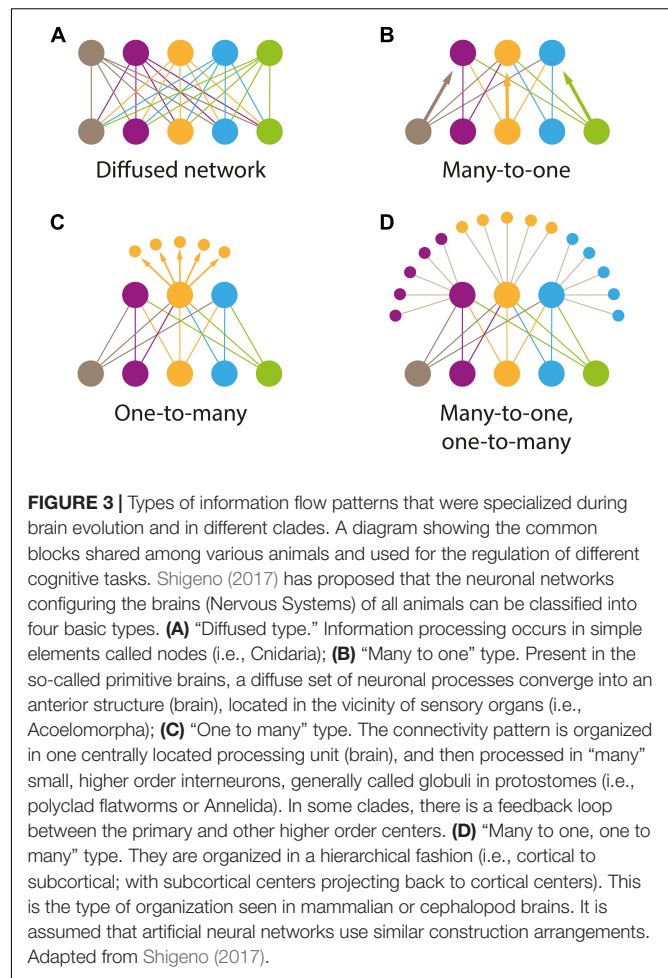 A
B
Diffused network
Many-to-one
C
D
One-to-many
Many-to-one,
one-to-many
FIGURE 3 | Types of information flow patterns that were specialized during
brain evolution and in different clades. A diagram showing the common
blocks shared among various animals and used for the regulation of different
cognitive tasks. Shigeno (2017) has proposed that the neuronal networks
configuring the brains (Nervous Systems) of all animals can be classified into
four basic types. (A) “Diffused type.” Information processing occurs in simple
elements called nodes (i.e., Cnidaria); (B) “Many to one” type. Present in the
so-called primitive brains, a diffuse set of neuronal processes converge into an
anterior structure (brain), located in the vicinity of sensory organs (i.e.,
Acoelomorpha); (C) “One to many” type. The connectivity pattern is organized
in one centrally located processing unit (brain), and then processed in “many”
small, higher order interneurons, generally called globuli in protostomes (i.e.,
polyclad flatworms or Annelida). In some clades, there is a feedback loop
between the primary and other higher order centers. (D) “Many to one, one to
many” type. They are organized in a hierarchical fashion (i.e., cortical to
subcortical; with subcortical centers projecting back to cortical centers). This
is the type of organization seen in mammalian or cephalopod brains. It is
assumed that artificial neural networks use similar construction arrangements.
Adapted from Shigeno (2017).